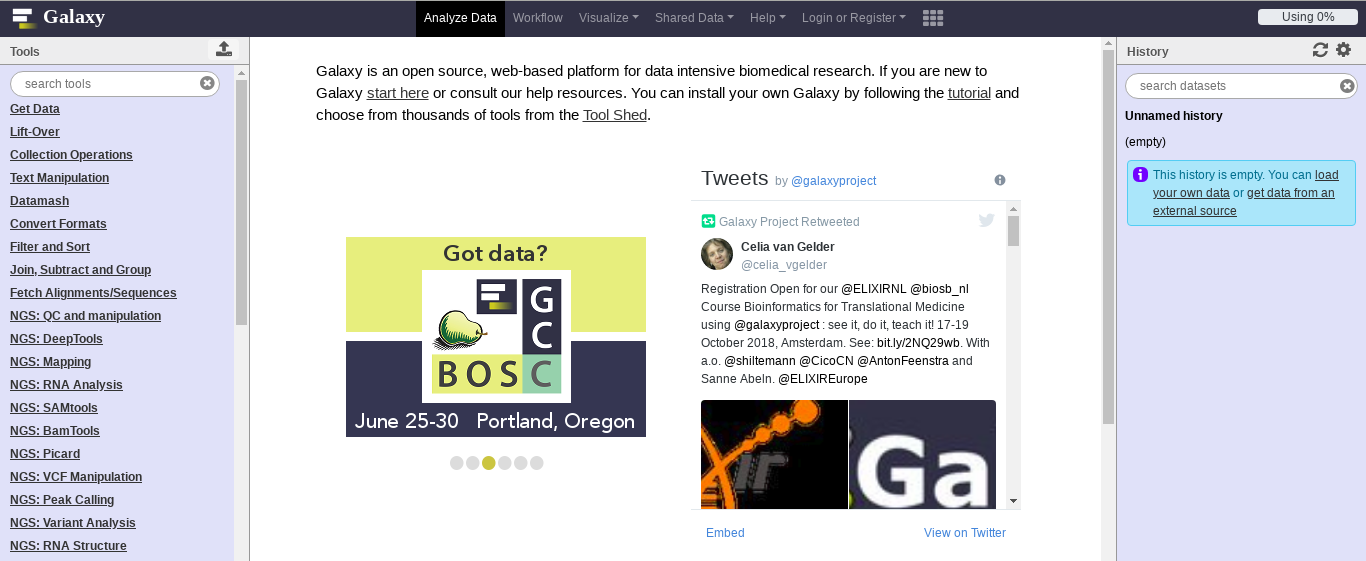 Galaxy
Analyze Data
Workflow
Visualize
Shared Data
Help
Login or Register
Using 0%
Tools
search tools
Get Data
Lift-Over
Collection Operations
Text Manipulation
Datamash
Convert Formats
Filter and Sort
Join, Subtract and Group
Fetch Alignments/Sequences
NGS: QC and manipulation
NGS: DeepTools
NGS: Mapping
NGS: RNA Analysis
NGS: SAMtools
NGS: BamTools
NGS: Picard
NGS: VCF Manipulation
NGS: Peak Calling
NGS: Variant Analysis
NGS: RNA Structure
Galaxy is an open source, web-based platform for data intensive biomedical research. If you are new to
Galaxy start here or consult our help resources. You can install your own Galaxy by following the tutorial and
choose from thousands of tools from the Tool Shed.
Got data?
G
C
BOSC
June 25-30 Portland, Oregon
Tweets by @galaxyproject
Galaxy Project Retweeted
Celia van Gelder
@celia_vgelder
Registration Open for our @ELIXIRNL @biosb_nl
Course Bioinformatics for Translational Medicine
using @galaxyproject : see it, do it, teach it! 17-19
October 2018, Amsterdam. See: bit.ly/2NQ29wb. With
a.o. @shiltemann @CicoCN @AntonFeenstra and
Sanne Abeln. @ELIXIREurope
ir
Ga
Embed
View on Twitter
History
search datasets
Unnamed history
(empty)
This history is empty. You can load
your own data or get data from an
external source